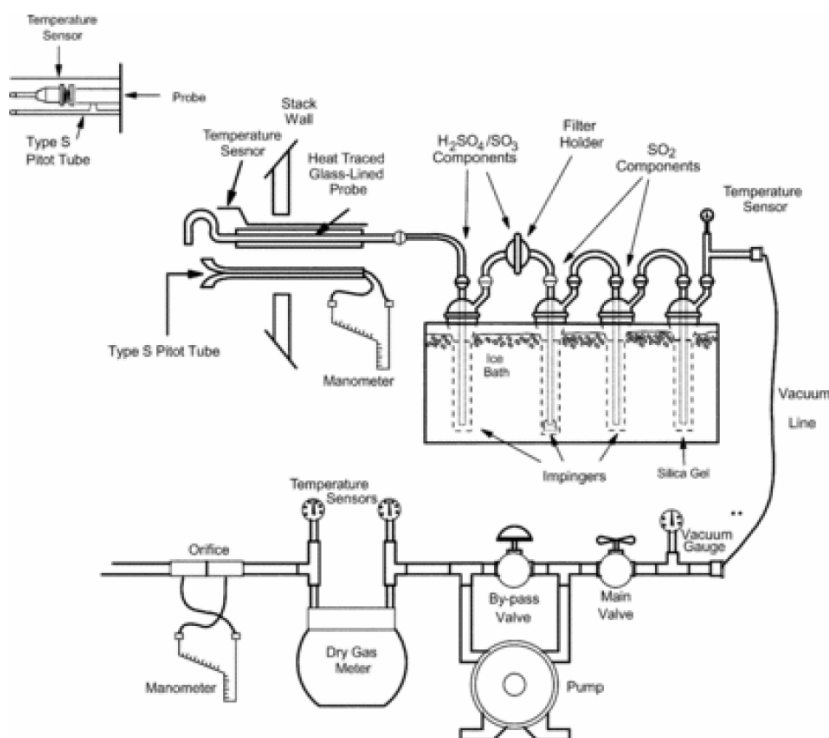 Temperature
Sensor
Probe
Type S
Pitot Tube
Stack
Wall
Temperature
Sesnor
Heat Traced
Glass-Lined
Probe
H2SO4/SO3
Components
Filter
Holder
SO2
Components
Temperature
Sensor
Type S Pitot Tube
Manometer
Ice
Bath
Vacuum
Line
Impingers
Silica Gel
Temperature
Sensors
Orifice
Vacuum
Gauge
By-pass
Valve
Main
Valve
Dry Gas
Meter
Manometer
Pump